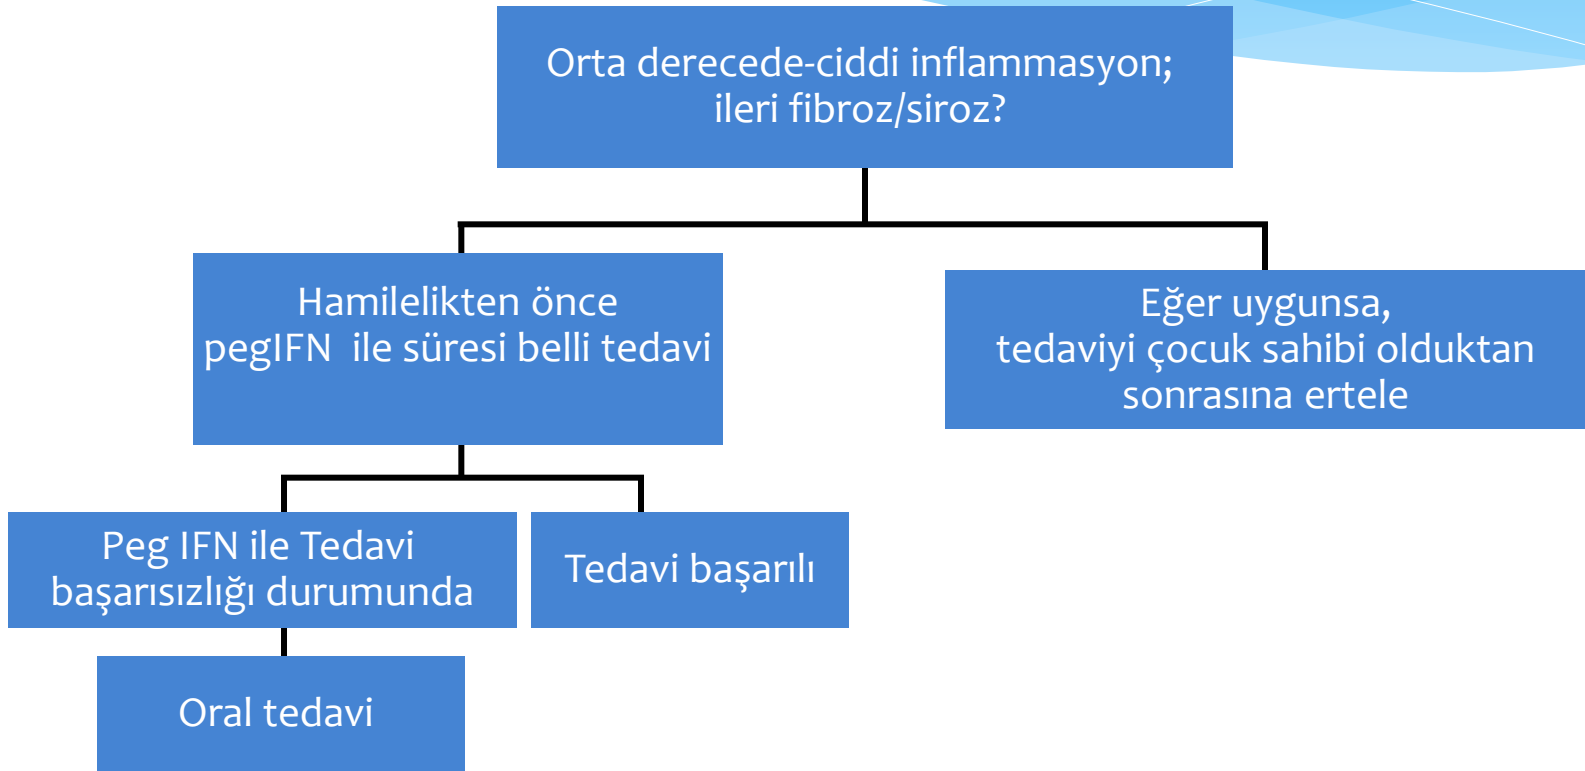 Orta derecede-ciddi inflammasyon;
ileri fibroz/siroz?
Hamilelikten önce
pegIFN ile süresi belli tedavi
Eğer uygunsa,
tedaviyi çocuk sahibi olduktan
sonrasına ertele
Peg IFN ile Tedavi
başarısızlığı durumunda
Tedavi başarılı
Oral tedavi